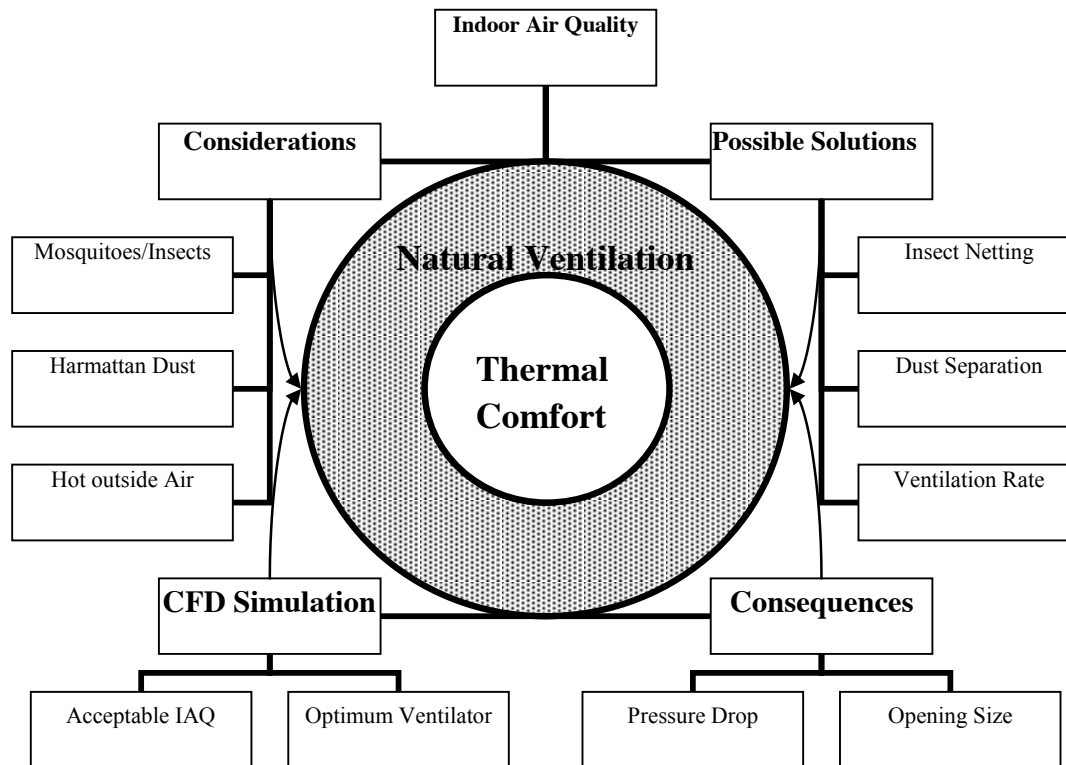 Indoor Air Quality
Considerations
Possible Solutions
Natural Ventilation
Mosquitoes/Insects
Insect Netting
Thermal
Comfort
Harmattan Dust
Dust Separation
Hot outside Air
Ventilation Rate
CFD Simulation
Consequences
Acceptable IAQ
Optimum Ventilator
Pressure Drop
Opening Size